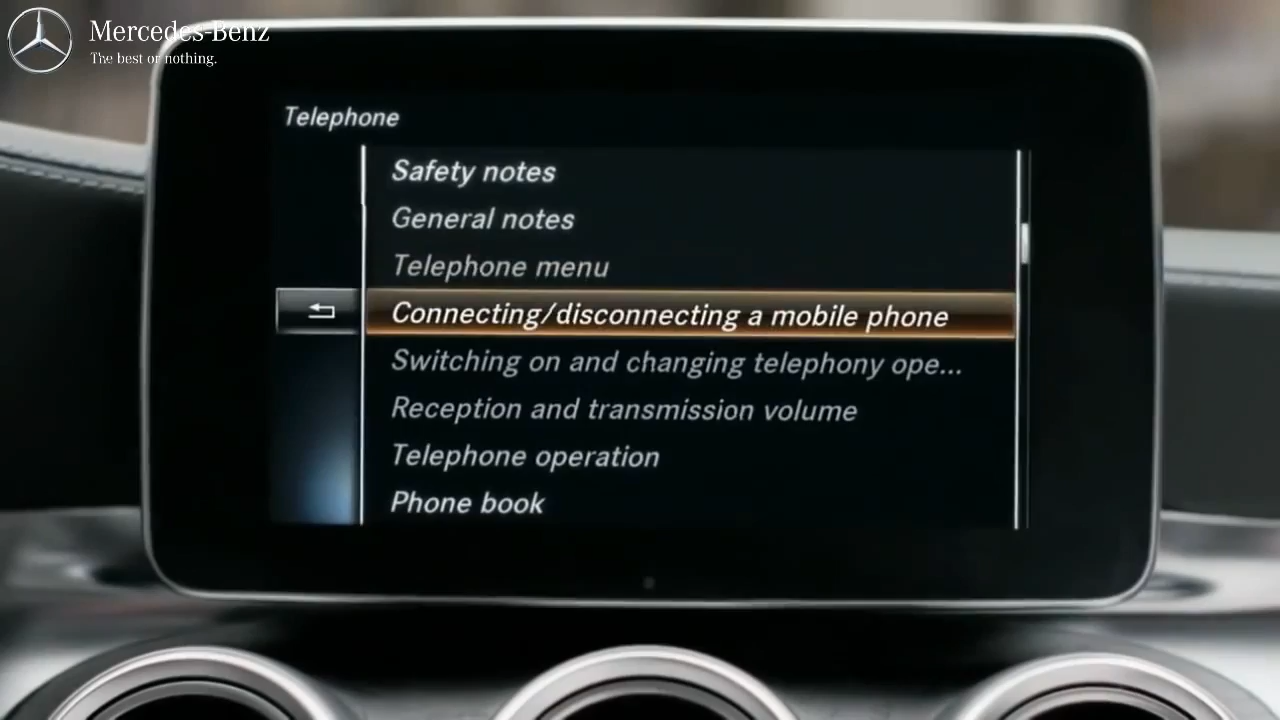 Mercedes-Benz
The best or nothing.
Telephone
Safety notes
General notes
Telephone menu
Connecting/disconnecting a mobile phone
Switching on and changing telephony ope...
Reception and transmission volume
Telephone operation
Phone book